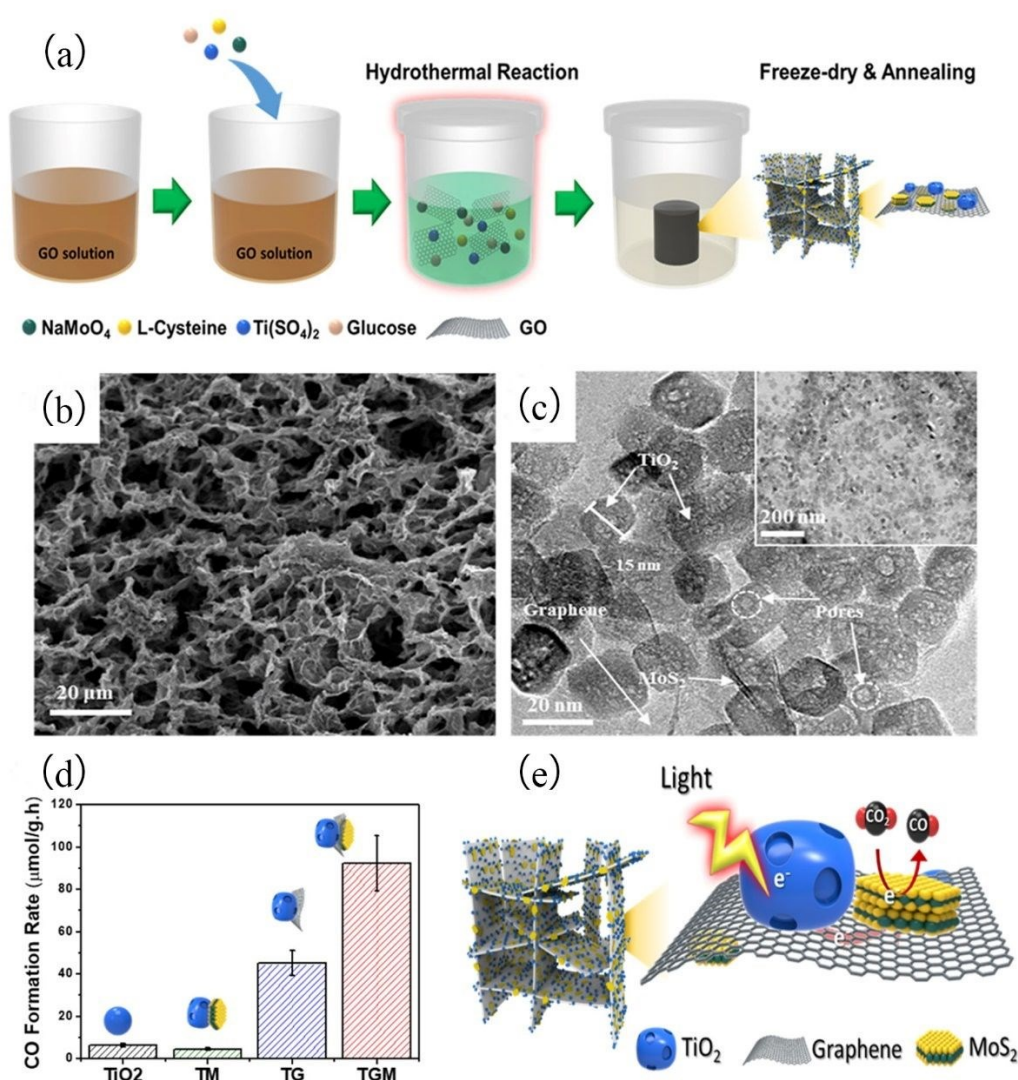 (a)
Hydrothermal Reaction
Freeze-dry & Annealing
GO solution
GO solution
NaMoO₄ L-Cysteine Ti(SO₄)₂ Glucose GO
(b)
20 μm
(c)
TiO₂
200 nm
15 nm
Graphene
Pores
MoS₂
20 nm
(d)
CO Formation Rate (μmol/g.h)
120
100
80
60
40
20
0
TiO2 TM TG TGM
(e)
Light
CO₂
CO
e⁻
e⁻
e⁻
TiO₂ Graphene MoS₂